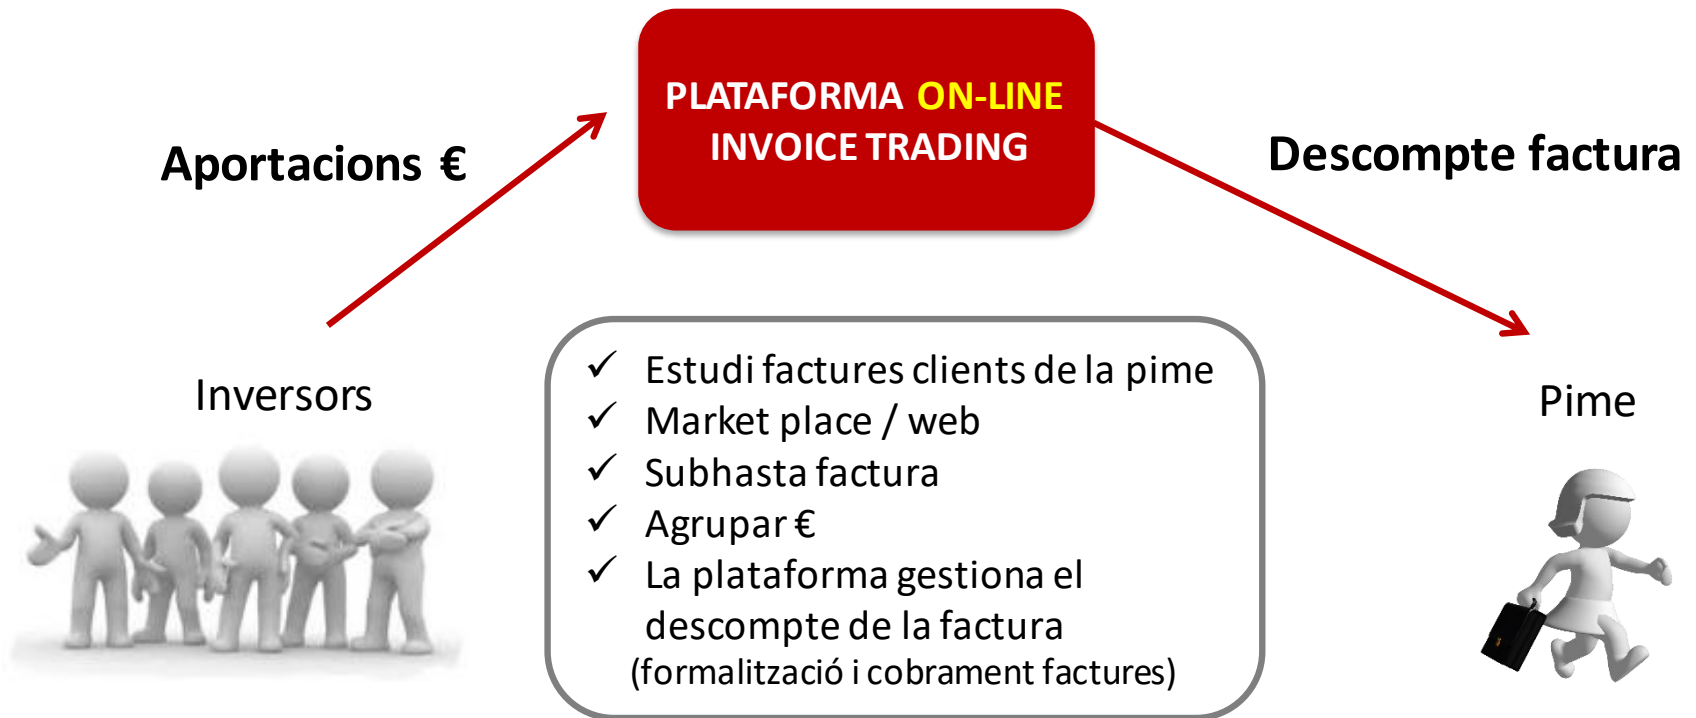 PLATAFORMA ON-LINE
INVOICE TRADING
Aportacions €
Descompte factura
Inversors
✓ Estudi factures clients de la pime
✓ Market place / web
✓ Subhasta factura
✓ Agrupar €
✓ La plataforma gestiona el
descompte de la factura
(formalització i cobrament factures)
Pime